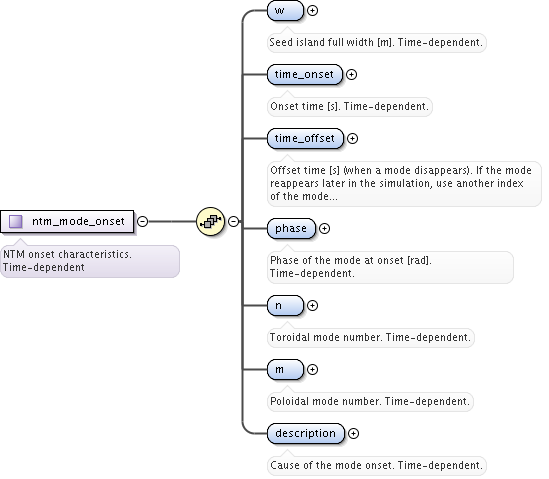 w
Seed island full width [m]. Time-dependent.
time_onset
Onset time [s]. Time-dependent.
time_offset
Offset time [s] (when a mode disappears). If the mode
reappears later in the simulation, use another index
of the mode...
ntm_mode_onset
NTM onset characteristics.
Time-dependent
phase
Phase of the mode at onset [rad].
Time-dependent.
n
Toroidal mode number. Time-dependent.
m
Poloidal mode number. Time-dependent.
description
Cause of the mode onset. Time-dependent.